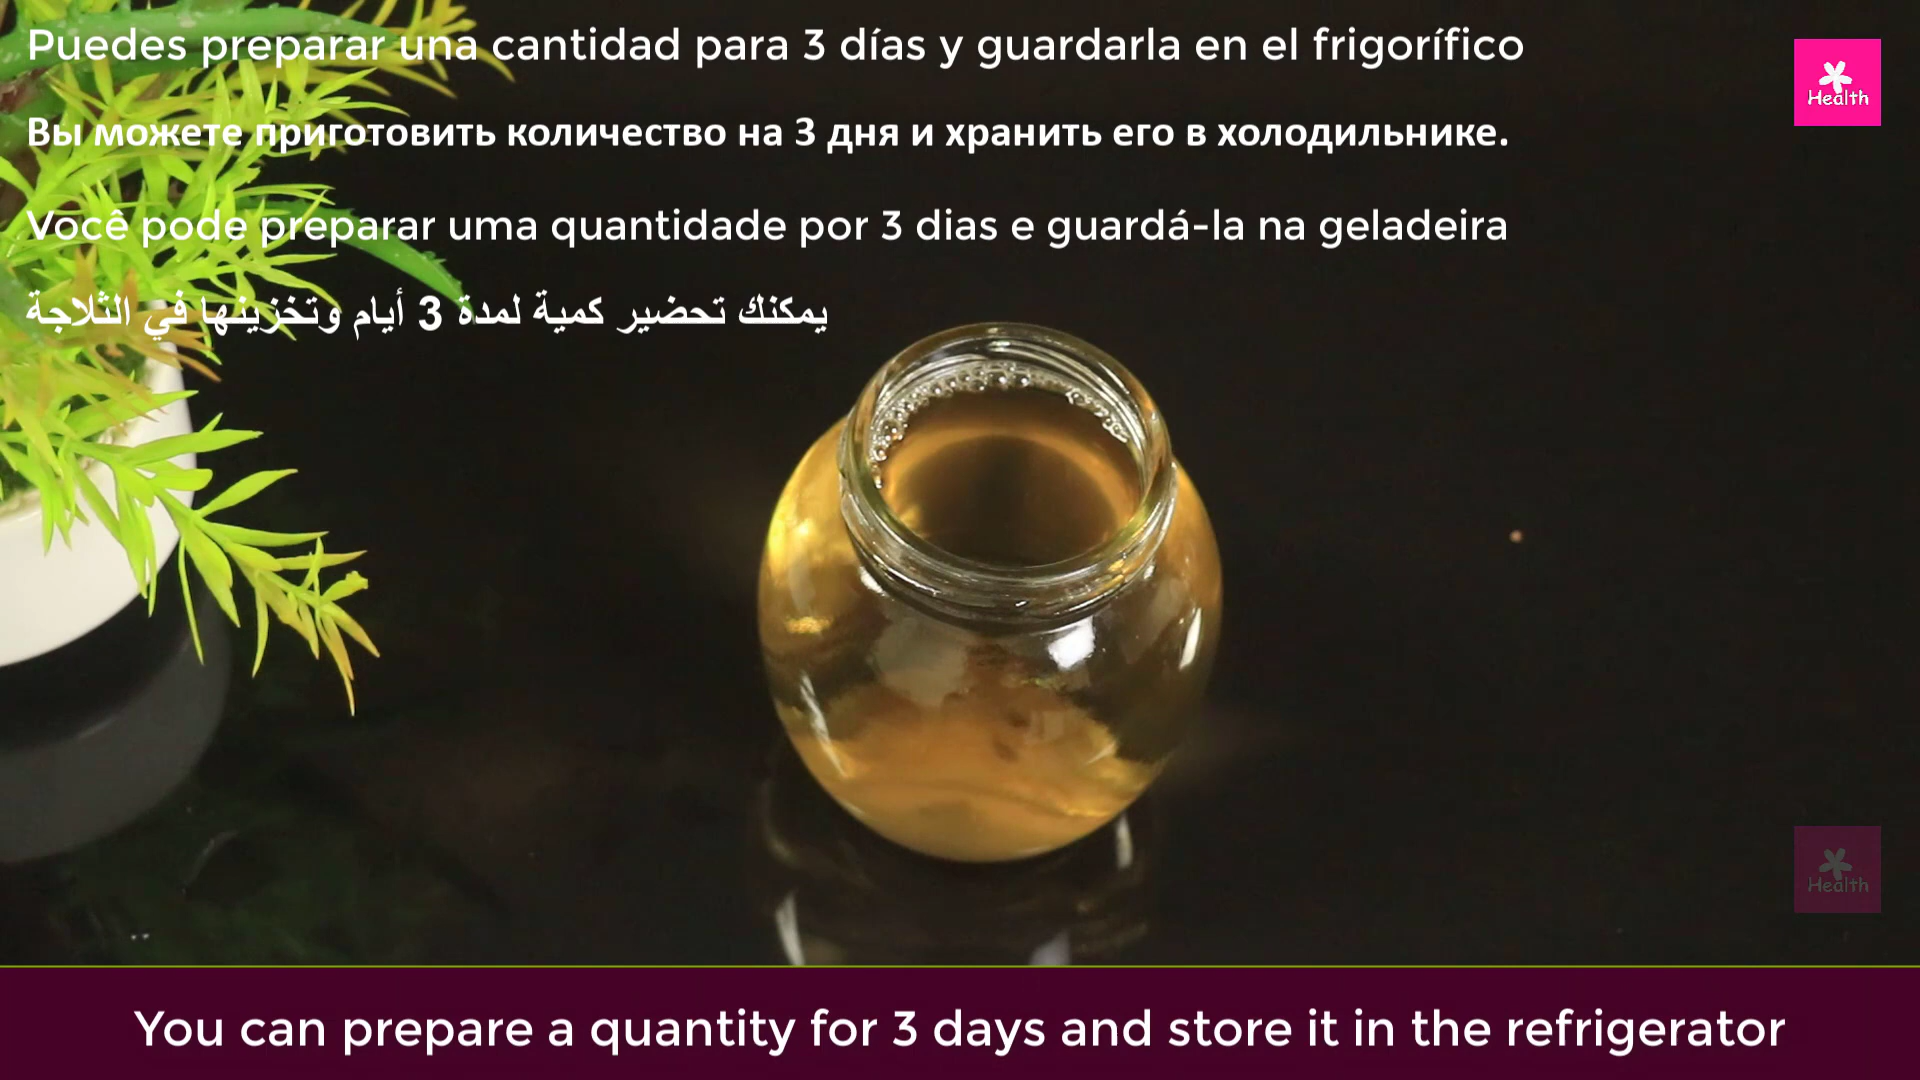 Puedes preparar una cantidad para 3 días y guardarla en el frigorífico
Health
Вы можете приготовить количество на 3 дня и хранить его в холодильнике.
Você pode preparar uma quantidade por 3 dias e guardá-la na geladeira
يمكنك تحضير كمية لمدة 3 أيام وتخزينها في الثلاجة
Health
You can prepare a quantity for 3 days and store it in the refrigerator